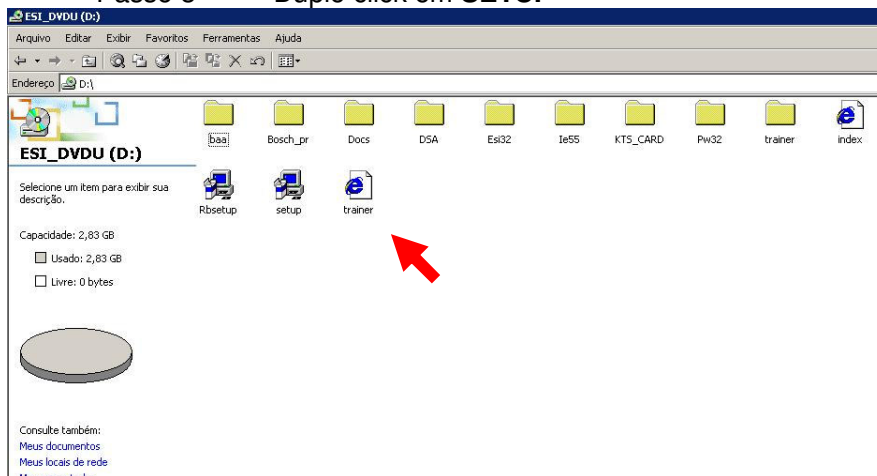 ESI_DVDU (D:)
Arquivo Editar Exibir Favoritos Ferramentas Ajuda
Endereço D:\
baa Bosch_pr Docs DSA Esi32 Ie55 KTS_CARD Pw32 trainer index
ESI_DVDU (D:)
Selecione um item para exibir sua
descrição.
Rbsetup setup trainer
Capacidade: 2,83 GB
Usado: 2,83 GB
Livre: 0 bytes
Consulte também:
Meus documentos
Meus locais de rede